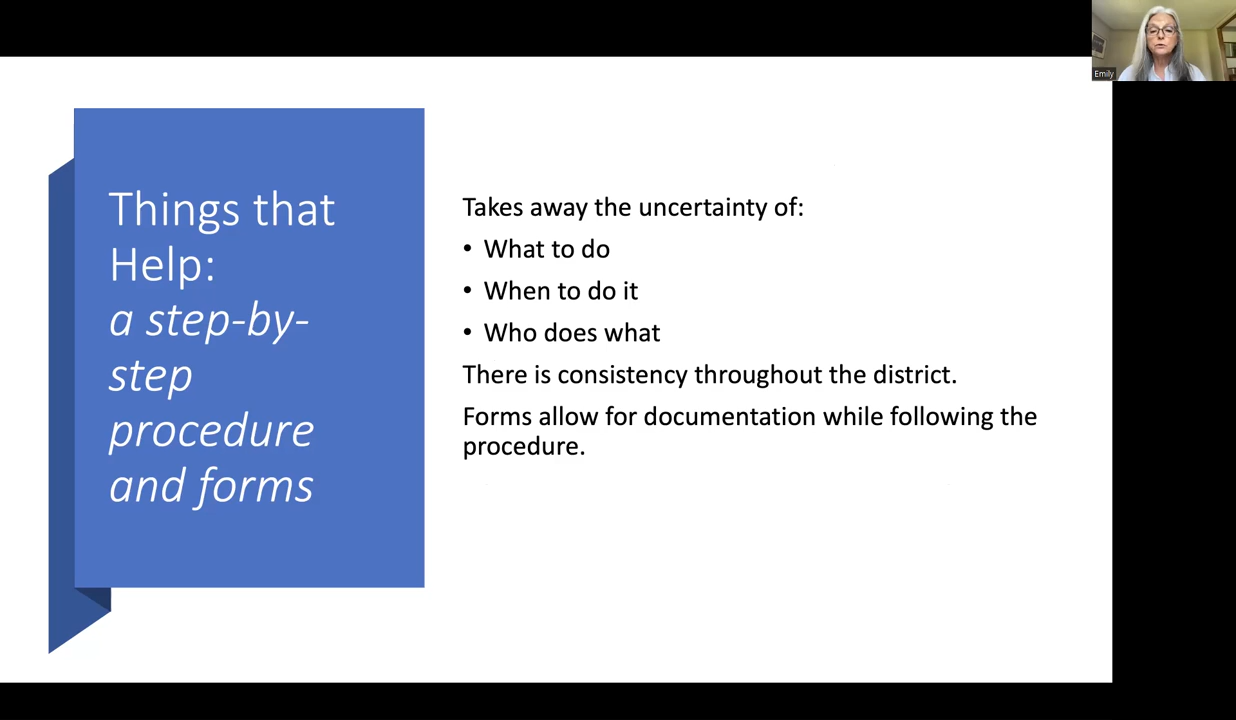 Things that
Help:
a step-by-
step
procedure
and forms
Takes away the uncertainty of:
• What to do
• When to do it
• Who does what
There is consistency throughout the district.
Forms allow for documentation while following the
procedure.
Emily